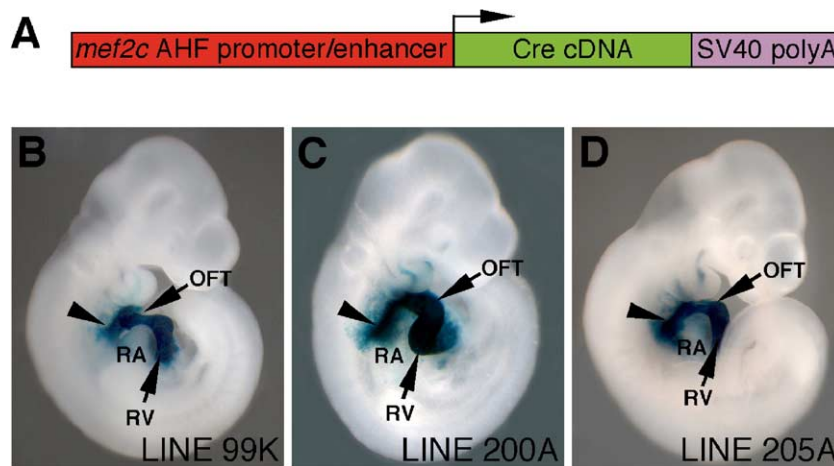 A
mef2c AHF promoter/enhancer
Cre cDNA
SV40 polyA
B
OFT
RA
RV
LINE 99K
C
OFT
RA
RV
LINE 200A
D
OFT
RA
RV
LINE 205A